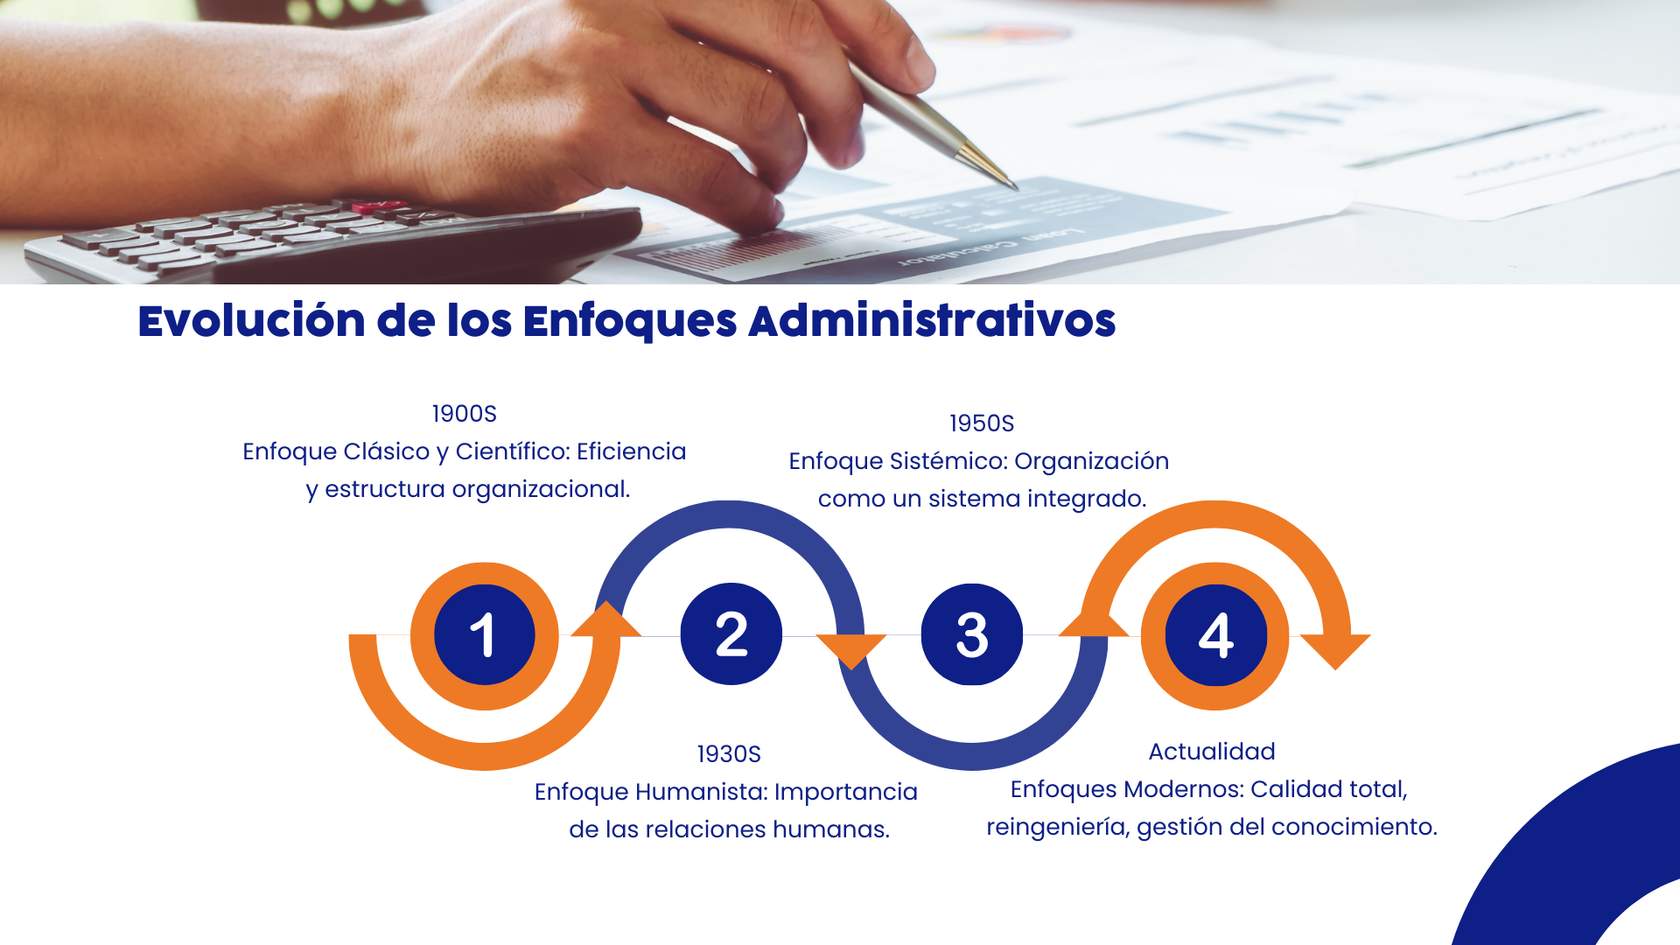 Loan Calculator
Evolución de los Enfoques Administrativos
1900S
Enfoque Clásico y Científico: Eficiencia
y estructura organizacional.
1950S
Enfoque Sistémico: Organización
como un sistema integrado.
1
2
3
4
1930S
Enfoque Humanista: Importancia
de las relaciones humanas.
Actualidad
Enfoques Modernos: Calidad total,
reingeniería, gestión del conocimiento.